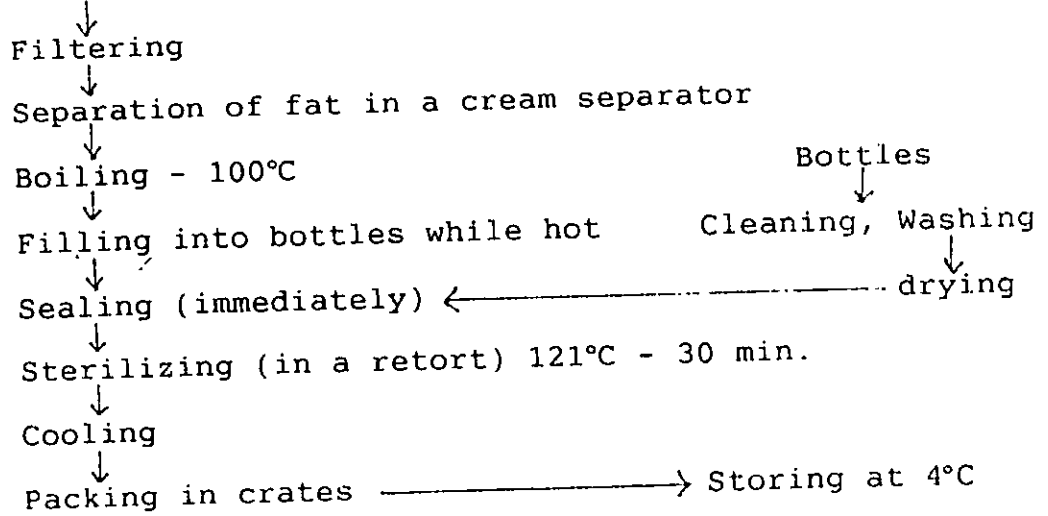 Filtering
Separation of fat in a cream separator
Boiling - 100°C
Bottles
Filling into bottles while hot
Cleaning, Washing
Sealing (immediately)
drying
Sterilizing (in a retort) 121°C - 30 min.
Cooling
Packing in crates
Storing at 4°C